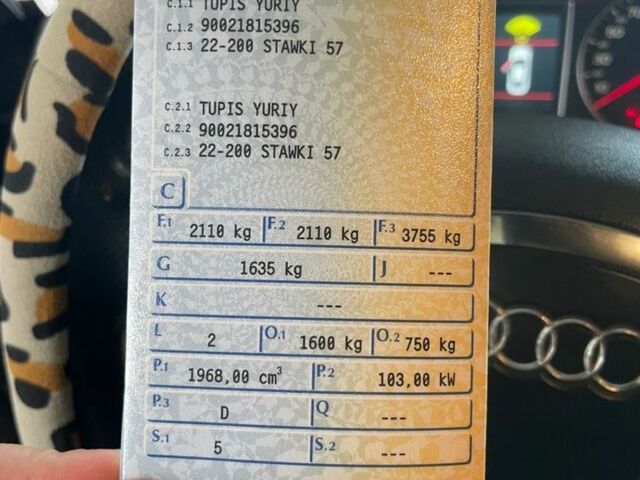 C.1.1 TUPIS YURIY
C.1.2 90021815396
C.1.3 22-200 STAWKI 57
C.2.1 TUPIS YURIY
C.2.2 90021815396
C.2.3 22-200 STAWKI 57
C
F.1 2110 kg F.2 2110 kg F.3 3755 kg
G 1635 kg J ---
K ---
L 2 O.1 1600 kg O.2 750 kg
P.1 1968,00 cm³ P.2 103,00 kW
P.3 D Q ---
S.1 5 S.2 ---